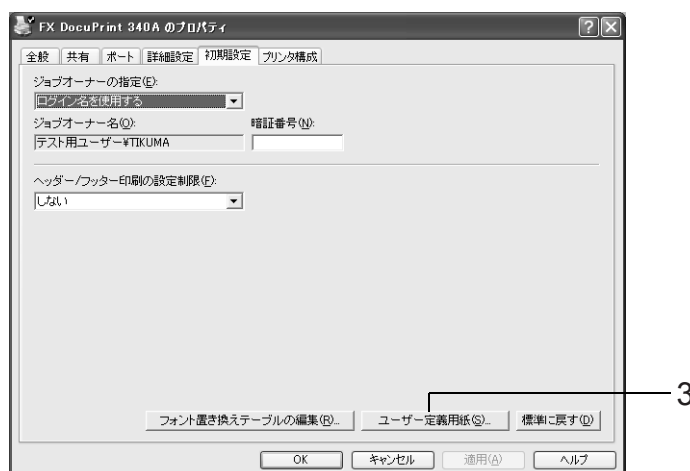 FX DocuPrint 340A のプロパティ
全般 共有 ポート 詳細設定 初期設定 プリンタ構成
ジョブオーナーの指定(E):
ログイン名を使用する
ジョブオーナー名(O): 暗証番号(N):
テスト用ユーザー¥TIKUMA
ヘッダー/フッター印刷の設定制限(F):
しない
3
フォント置き換えテーブルの編集(R)... ユーザー定義用紙(S)... 標準に戻す(D)
OK キャンセル 適用(A) ヘルプ